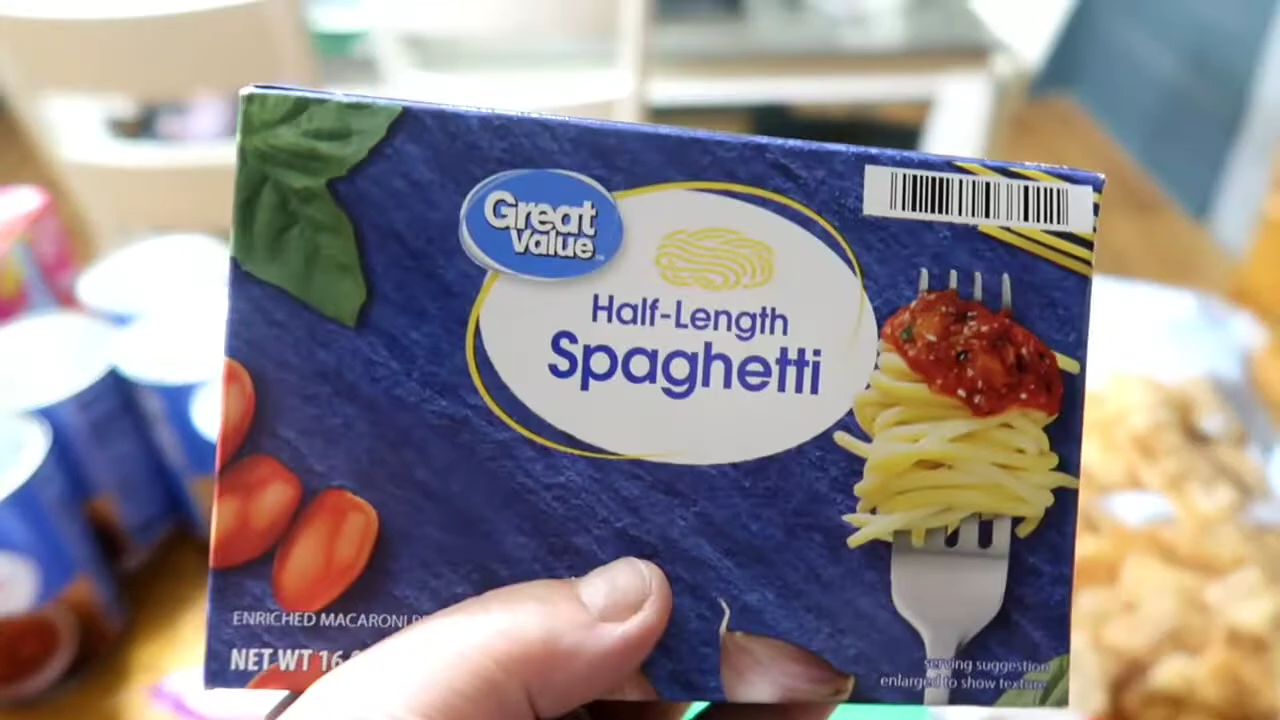 Great
Value
Half-Length
Spaghetti
ENRICHED MACARONI
NET WT 16
serving suggestion
enlarged to show texture